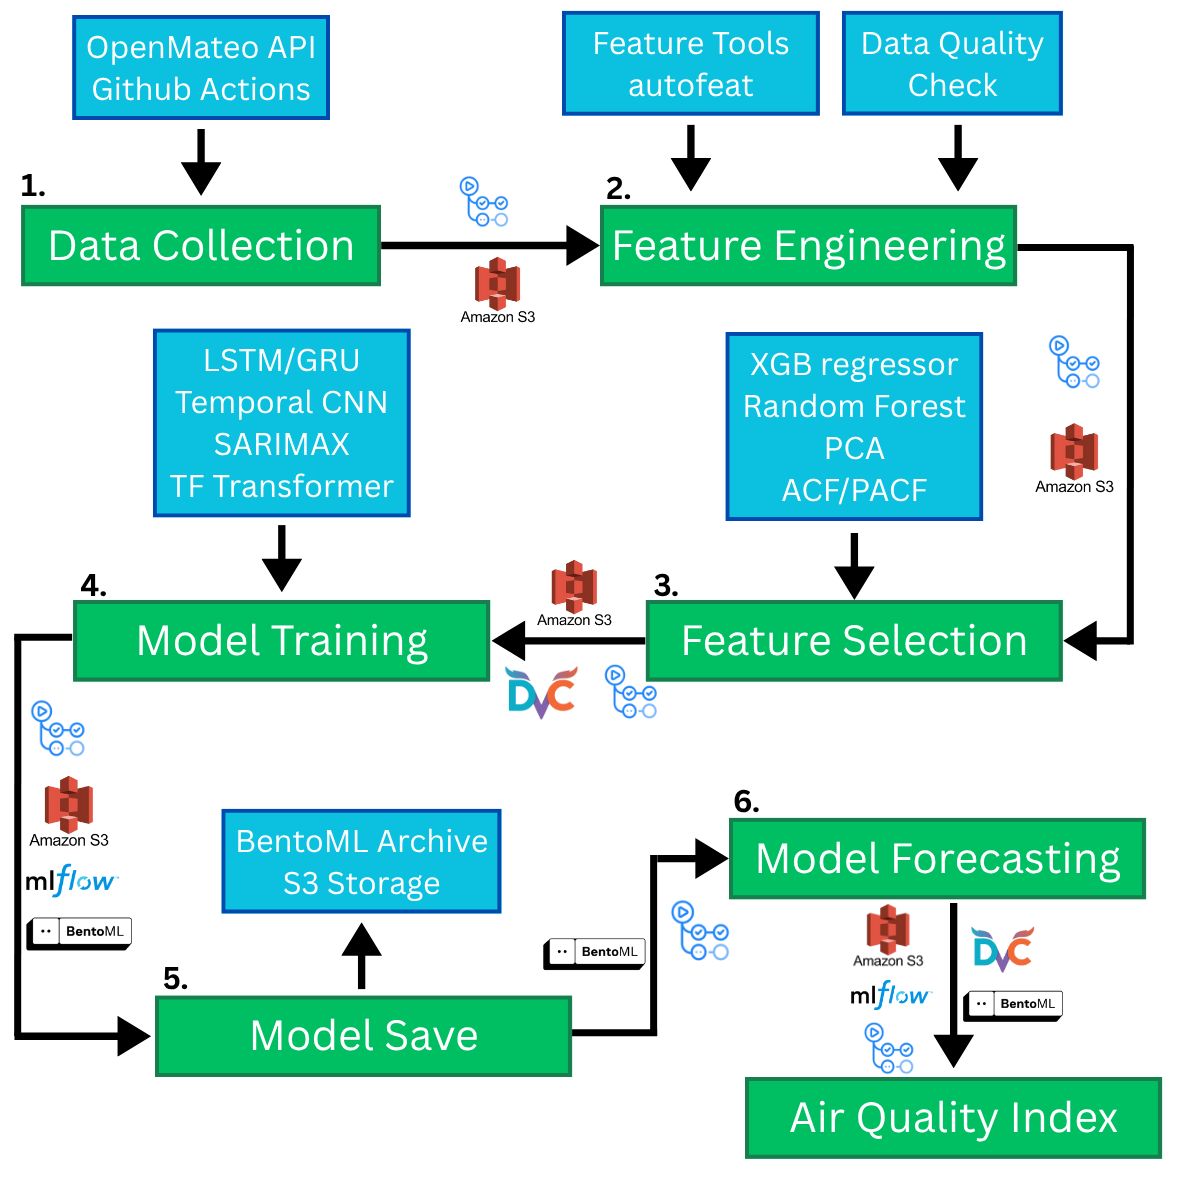 OpenMateo API
Github Actions
Feature Tools
autofeat
Data Quality
Check
1.
Data Collection
Amazon S3
2.
Feature Engineering
LSTM/GRU
Temporal CNN
SARIMAX
TF Transformer
XGB regressor
Random Forest
PCA
ACF/PACF
Amazon S3
4.
Model Training
Amazon S3
DVC
3.
Feature Selection
Amazon S3
mlflow
BentoML
BentoML Archive
S3 Storage
5.
Model Save
BentoML
6.
Model Forecasting
Amazon S3
DVC
mlflow
BentoML
Air Quality Index